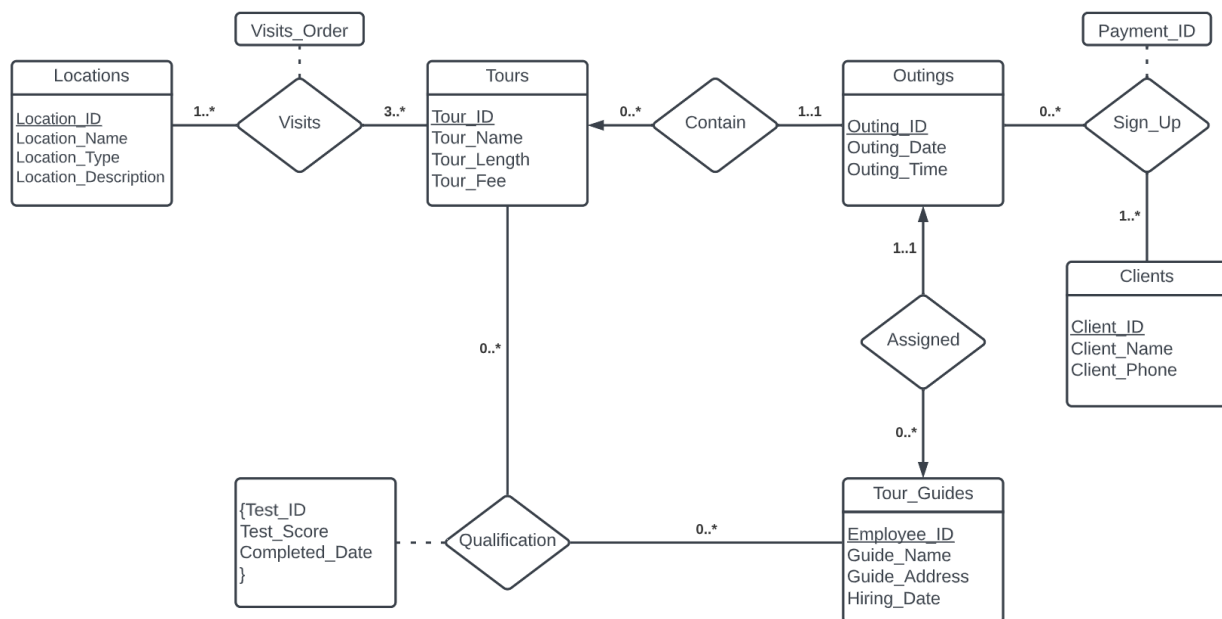 Visits_Order
Payment_ID
Locations
Location_ID
Location_Name
Location_Type
Location_Description
1..*
Visits
3..*
Tours
Tour_ID
Tour_Name
Tour_Length
Tour_Fee
0..*
Contain
1..1
Outings
Outing_ID
Outing_Date
Outing_Time
0..*
Sign_Up
1..*
Clients
Client_ID
Client_Name
Client_Phone
1..1
Assigned
0..*
0..*
{Test_ID
Test_Score
Completed_Date
}
Qualification
0..*
Tour_Guides
Employee_ID
Guide_Name
Guide_Address
Hiring_Date